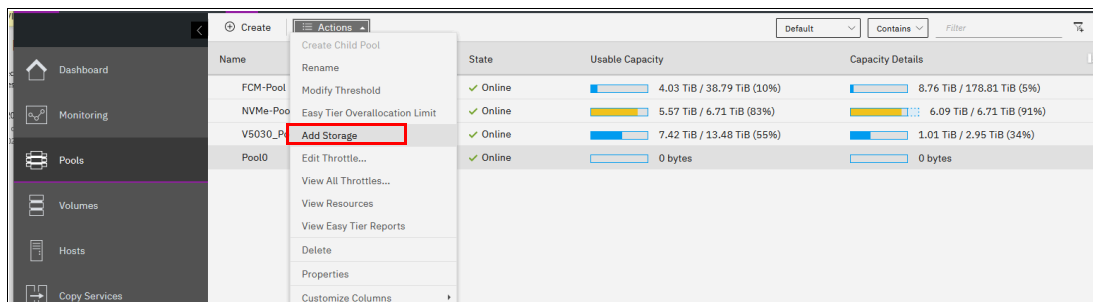 Create Actions Default Contains Filter
Create Child Pool
Name State Usable Capacity Capacity Details
Dashboard
Rename
FCM-Pool Online 4.03 TiB / 38.79 TiB (10%) 8.76 TiB / 178.81 TiB (5%)
Modify Threshold
Monitoring
NVMe-Poo Online 5.57 TiB / 6.71 TiB (83%) 6.09 TiB / 6.71 TiB (91%)
Easy Tier Overallocation Limit
V5030_Po Online 7.42 TiB / 13.48 TiB (55%) 1.01 TiB / 2.95 TiB (34%)
Add Storage
Pools
Pool0 Online 0 bytes 0 bytes
Edit Throttle...
View All Throttles...
Volumes
View Resources
View Easy Tier Reports
Hosts
Delete
Properties
Copy Services
Customize Columns